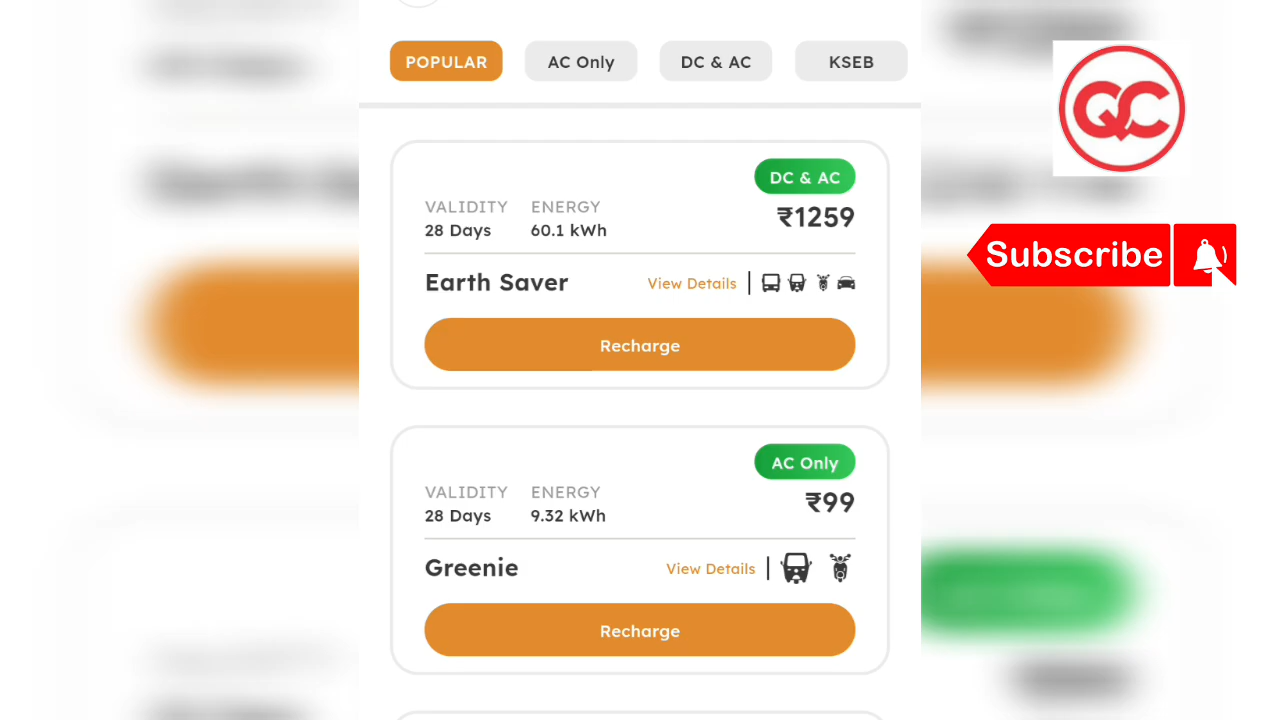 POPULAR
AC Only
DC & AC
KSEB
QC
DC & AC
VALIDITY ENERGY
28 Days 60.1 kWh
₹1259
Earth Saver
View Details
Recharge
Subscribe
AC Only
VALIDITY ENERGY
28 Days 9.32 kWh
₹99
Greenie
View Details
Recharge